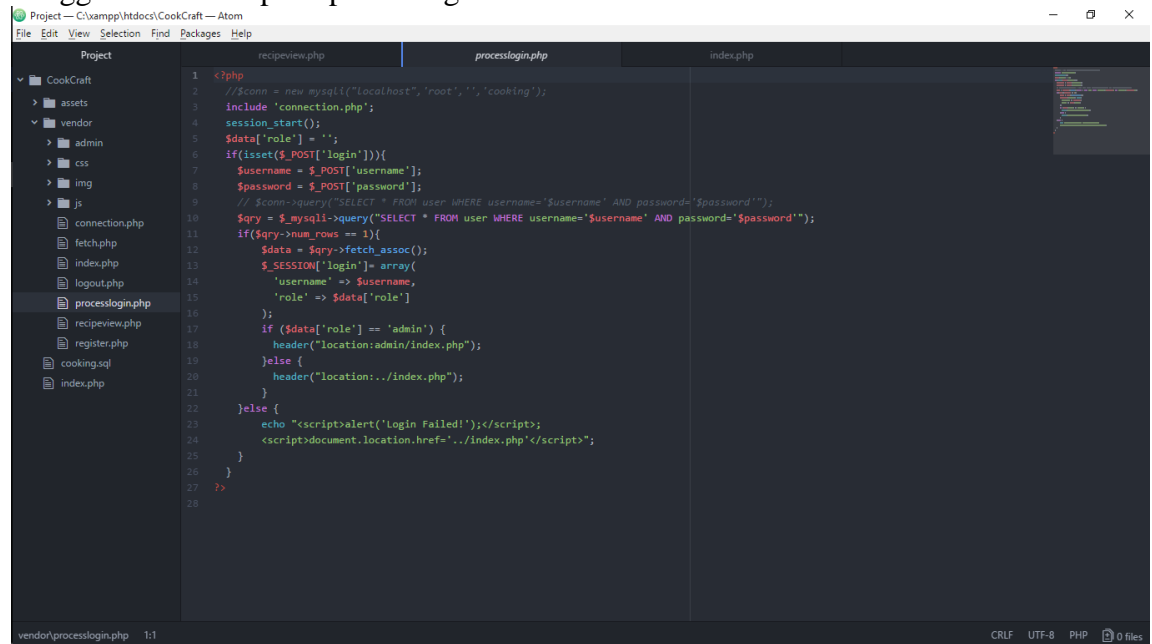 Project — C:\xampp\htdocs\CookCraft — Atom
File Edit View Selection Find Packages Help
Project
recipeview.php
processlogin.php
index.php
CookCraft
assets
vendor
admin
css
img
js
connection.php
fetch.php
index.php
logout.php
processlogin.php
recipeview.php
register.php
cooking.sql
index.php
1 <?php
2 //$conn = new mysqli("localhost",'root','','cooking');
3 include 'connection.php';
4 session_start();
5 $data['role'] = '';
6 if(isset($_POST['login'])){
7 $username = $_POST['username'];
8 $password = $_POST['password'];
9 // $conn->query("SELECT * FROM user WHERE username='$username' AND password='$password'");
10 $qry = $_mysqli->query("SELECT * FROM user WHERE username='$username' AND password='$password'");
11 if($qry->num_rows == 1){
12 $data = $qry->fetch_assoc();
13 $_SESSION['login']= array(
14 'username' => $username,
15 'role' => $data['role']
16 );
17 if ($data['role'] == 'admin') {
18 header("location:admin/index.php");
19 }else {
20 header("location:../index.php");
21 }
22 }else {
23 echo "<script>alert('Login Failed!');</script>;
24 <script>document.location.href='../index.php'</script>";
25 }
26 }
27 ?>
28
vendor\processlogin.php 1:1
CRLF UTF-8 PHP 0 files